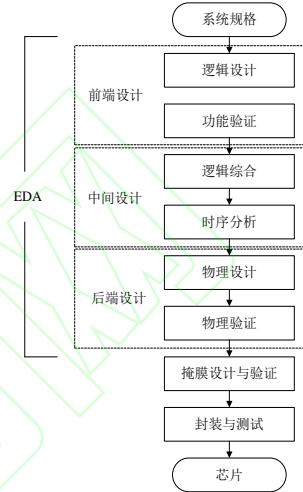 系统规格
逻辑设计
前端设计
功能验证
逻辑综合
EDA
中间设计
时序分析
物理设计
后端设计
物理验证
掩膜设计与验证
封装与测试
芯片